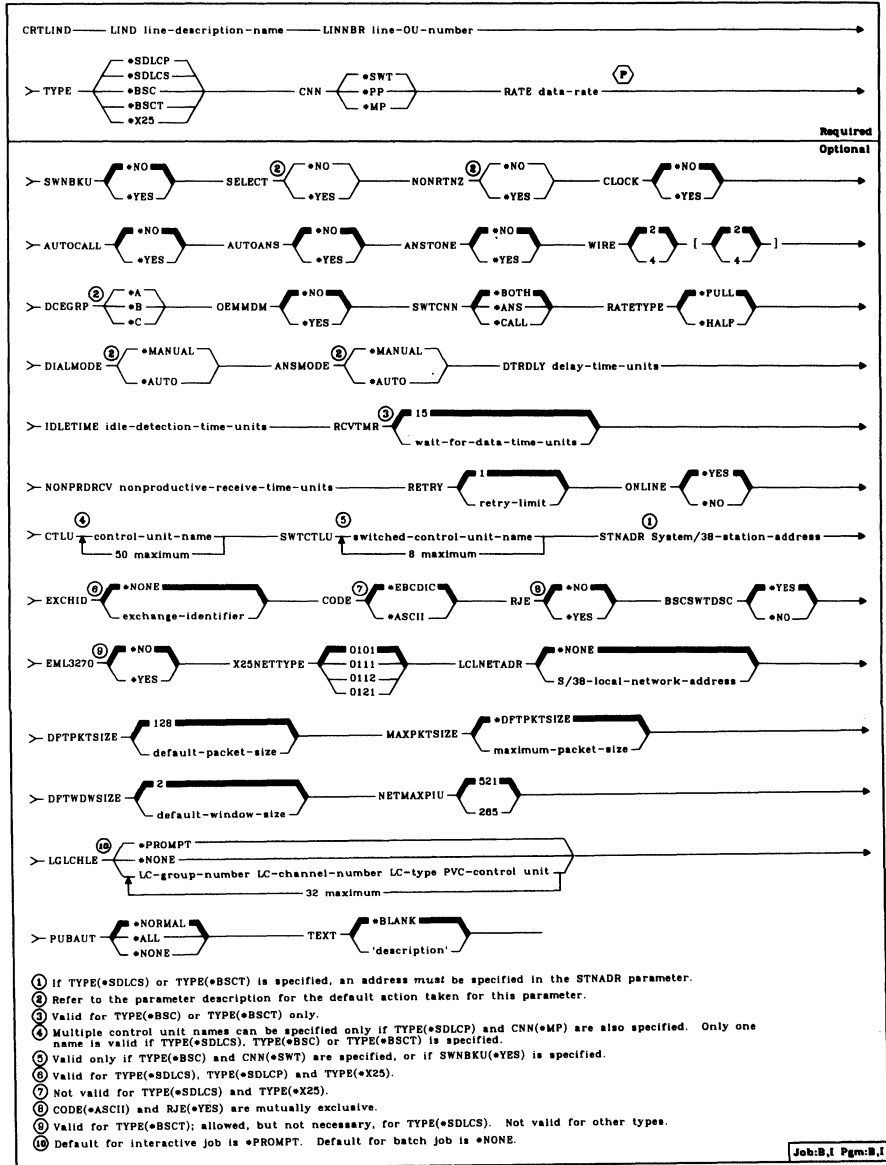 CRTLIND LIND line-description-name LINNBR line-OU-number
TYPE *SDLCP *SDLCS *BSC *BSCT *X25 CNN *SWT *PP *MP RATE data-rate P
Required
Optional
SWNBKU *NO *YES SELECT ② *NO *YES NONRTNZ ② *NO *YES CLOCK *NO *YES
AUTOCALL *NO *YES AUTOANS *NO *YES ANSTONE *NO *YES WIRE 2 4 [ 2 4 ]
DCEGRP ② *A *B *C OEMMDM *NO *YES SWTCNN *BOTH *ANS *CALL RATETYPE *FULL *HALF
DIALMODE ② *MANUAL *AUTO ANSMODE ② *MANUAL *AUTO DTRDLY delay-time-units
IDLETIME idle-detection-time-units RCVTMR ③ 15 wait-for-data-time-units
NONPRDRCV nonproductive-receive-time-units RETRY 1 retry-limit ONLINE *YES *NO
CTLU ④ control-unit-name 50 maximum SWTCTLU ⑤ switched-control-unit-name 8 maximum STNADR ① System/38-station-address
EXCHID ⑥ *NONE exchange-identifier CODE ⑦ *EBCDIC *ASCII RJE ⑧ *NO *YES BSCSWTDSC *YES *NO
EML3270 ⑨ *NO *YES X25NETTYPE 0101 0111 0112 0121 LCLNETADR *NONE S/38-local-network-address
DFTPKTSIZE 128 default-packet-size MAXPKTSIZE *DFTPKTSIZE maximum-packet-size
DFTWDWSIZE 2 default-window-size NETMAXPIU 521 265
LGLCHLE ⑩ *PROMPT *NONE LC-group-number LC-channel-number LC-type PVC-control unit 32 maximum
PUBAUT *NORMAL *ALL *NONE TEXT *BLANK 'description'
① If TYPE(*SDLCS) or TYPE(*BSCT) is specified, an address must be specified in the STNADR parameter.
② Refer to the parameter description for the default action taken for this parameter.
③ Valid for TYPE(*BSC) or TYPE(*BSCT) only.
④ Multiple control unit names can be specified only if TYPE(*SDLCP) and CNN(*MP) are also specified. Only one
name is valid if TYPE(*SDLCS), TYPE(*BSC) or TYPE(*BSCT) is specified.
⑤ Valid only if TYPE(*BSC) and CNN(*SWT) are specified, or if SWNBKU(*YES) is specified.
⑥ Valid for TYPE(*SDLCS), TYPE(*SDLCP) and TYPE(*X25).
⑦ Not valid for TYPE(*SDLCS) and TYPE(*X25).
⑧ CODE(*ASCII) and RJE(*YES) are mutually exclusive.
⑨ Valid for TYPE(*BSCT); allowed, but not necessary, for TYPE(*SDLCS). Not valid for other types.
⑩ Default for interactive job is *PROMPT. Default for batch job is *NONE.
Job:B,I Pgm:B,I